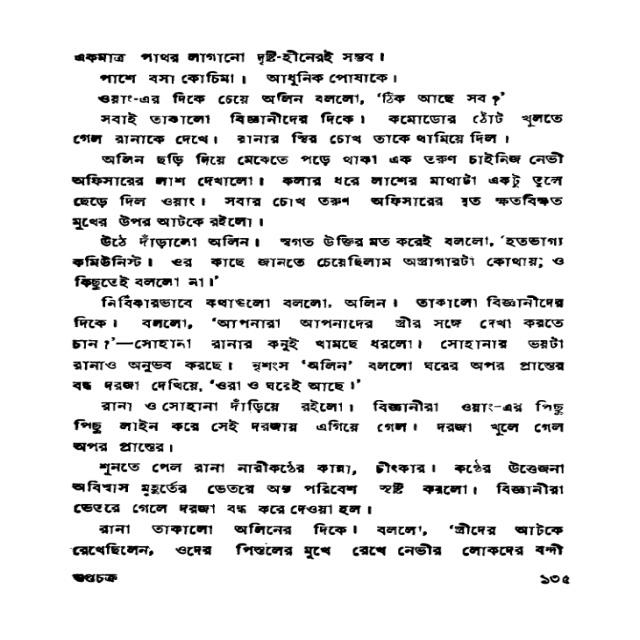 একমাত্র পাথর লাগানো দৃষ্টি-হীনেরই সম্ভব।
পাশে বসা কোচিমা। আধুনিক পোষাকে।
ওয়াং-এর দিকে চেয়ে অলিন বললো, 'ঠিক আছে সব?'
সবাই তাকালো বিজ্ঞানীদের দিকে। কমোডোর ঠোঁট খুলতে
গেল রানাকে দেখে। রানার স্থির চোখ তাকে থামিয়ে দিল।
অলিন ছড়ি দিয়ে মেঝেতে পড়ে থাকা এক তরুণ চাইনিজ নেভী
অফিসারের লাশ দেখালো। কলার ধরে লাশের মাথাটা একটু তুলে
ছেড়ে দিল ওয়াং। সবার চোখ তরুণ অফিসারের মৃত ক্ষতবিক্ষত
মুখের উপর আটকে রইলো।
উঠে দাঁড়ালো অলিন। স্বগত উক্তির মত করেই বললো, 'হতভাগ্য
কমিউনিস্ট। ওর কাছে জানতে চেয়েছিলাম অস্ত্রাগারটা কোথায়; ও
কিছুতেই বললো না।'
নির্বিকারভাবে কথাগুলো বললো, অলিন। তাকালো বিজ্ঞানীদের
দিকে। বললো, 'আপনারা আপনাদের স্ত্রীর সঙ্গে দেখা করতে
চান?'—সোহানা রানার কনুই খামছে ধরলো। সোহানার ভয়টা
রানাও অনুভব করছে। নৃশংস 'অলিন' বললো ঘরের অপর প্রান্তের
বন্ধ দরজা দেখিয়ে, 'ওরা ও ঘরেই আছে।'
রানা ও সোহানা দাঁড়িয়ে রইলো। বিজ্ঞানীরা ওয়াং-এর পিছু
পিছু লাইন করে সেই দরজায় এগিয়ে গেল। দরজা খুলে গেল
অপর প্রান্তের।
শুনতে পেল রানা নারীকণ্ঠের কান্না, চীৎকার। কণ্ঠের উত্তেজনা
অবিশ্বাস মুহূর্তের ভেতরে অন্য পরিবেশ সৃষ্টি করলো। বিজ্ঞানীরা
ভেতরে গেলে দরজা বন্ধ করে দেওয়া হল।
রানা তাকালো অলিনের দিকে। বললো, 'স্ত্রীদের আটকে
রেখেছিলেন, ওদের পিস্তলের মুখে রেখে নেভীর লোকদের বন্দী
গুপ্তচক্র ১৩৫